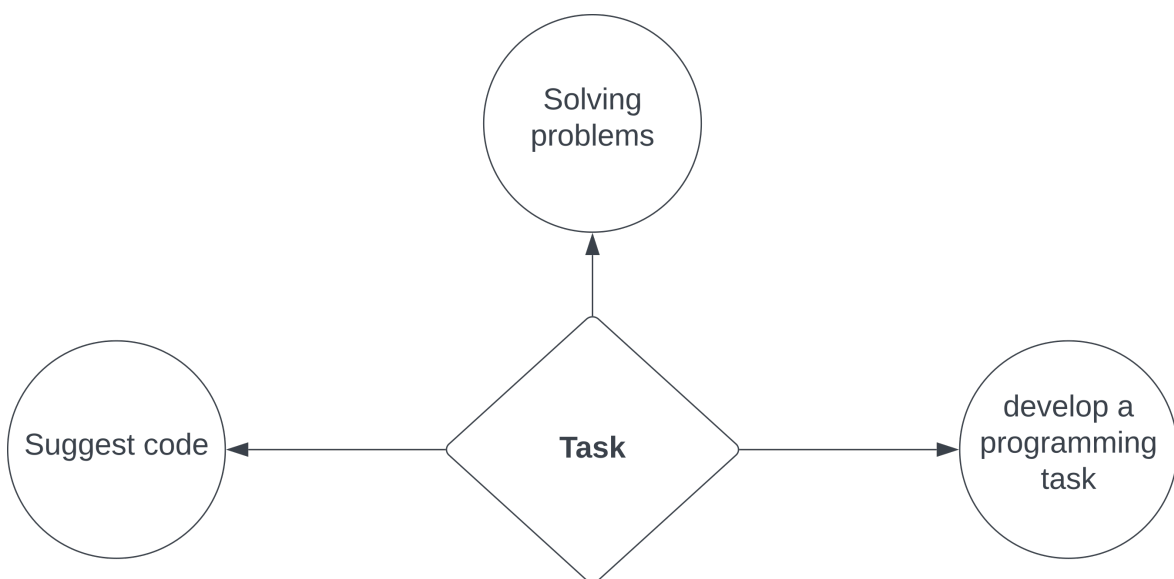 Solving
problems
Suggest code
Task
develop a
programming
task